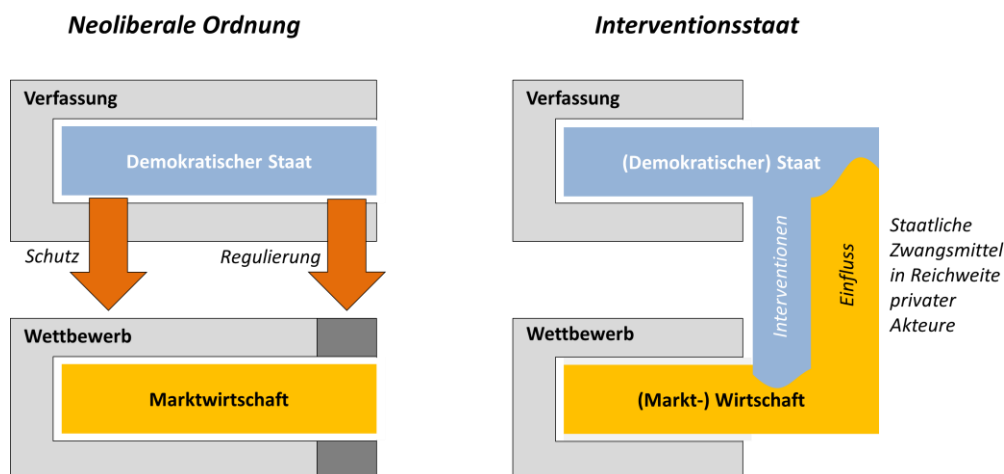 Neoliberale Ordnung
Verfassung
Demokratischer Staat
Schutz
Regulierung
Wettbewerb
Marktwirtschaft
Interventionsstaat
Verfassung
(Demokratischer) Staat
Interventionen
Einfluss
Staatliche
Zwangsmittel
in Reichweite
privater
Akteure
Wettbewerb
(Markt-) Wirtschaft